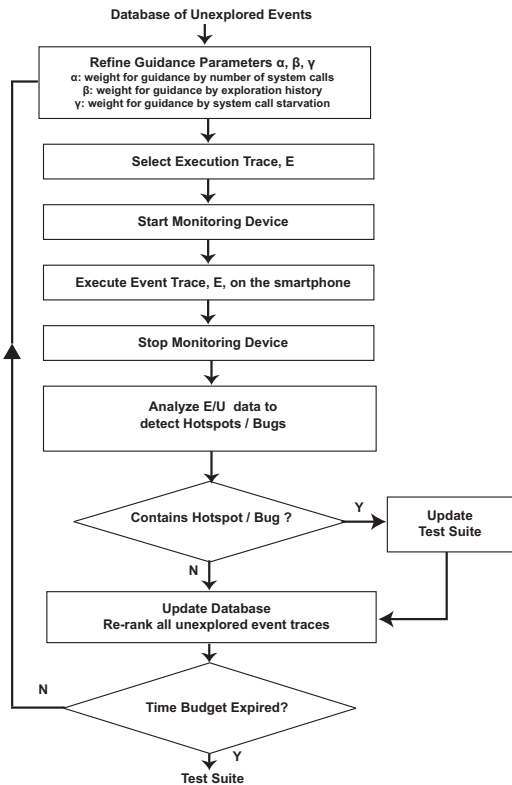 Database of Unexplored Events
Refine Guidance Parameters α, β, γ
α: weight for guidance by number of system calls
β: weight for guidance by exploration history
γ: weight for guidance by system call starvation
Select Execution Trace, E
Start Monitoring Device
Execute Event Trace, E, on the smartphone
Stop Monitoring Device
Analyze E/U data to
detect Hotspots / Bugs
Contains Hotspot / Bug ?
Y
Update
Test Suite
N
Update Database
Re-rank all unexplored event traces
N
Time Budget Expired?
Y
Test Suite